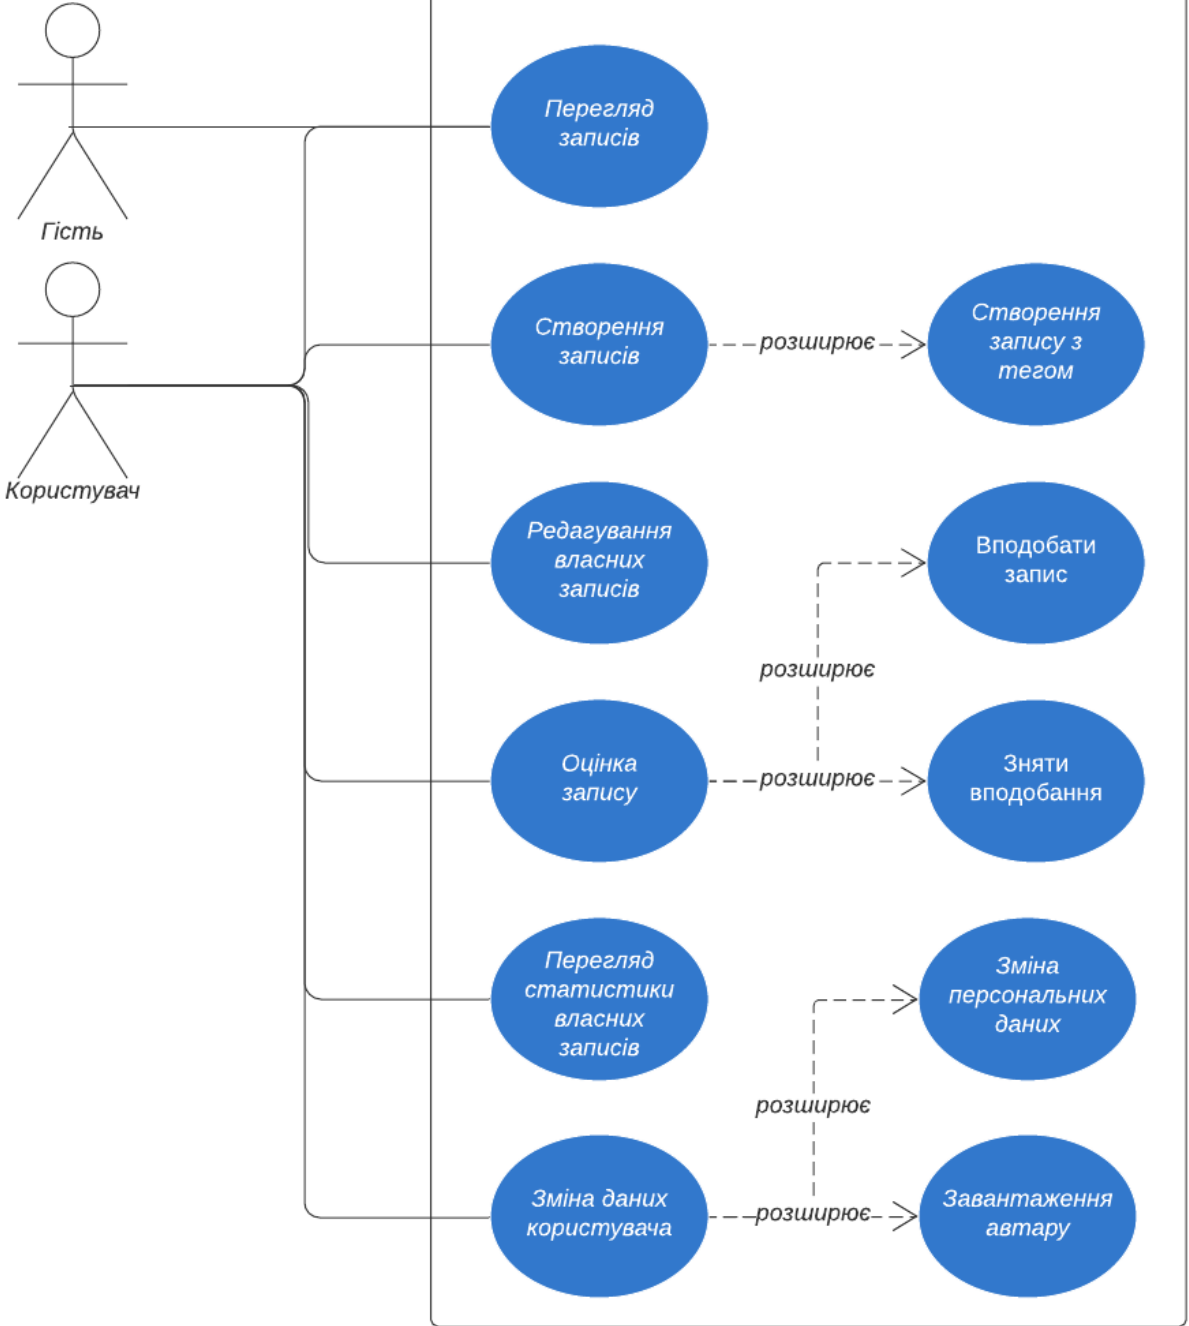 Гість
Користувач
Перегляд
записів
Створення
записів
розширює
Створення
запису з
тегом
Редагування
власних
записів
Вподобати
запис
розширює
Оцінка
запису
розширює
Зняти
вподобання
Перегляд
статистики
власних
записів
Зміна
персональних
даних
розширює
Зміна даних
користувача
розширює
Завантаження
автару